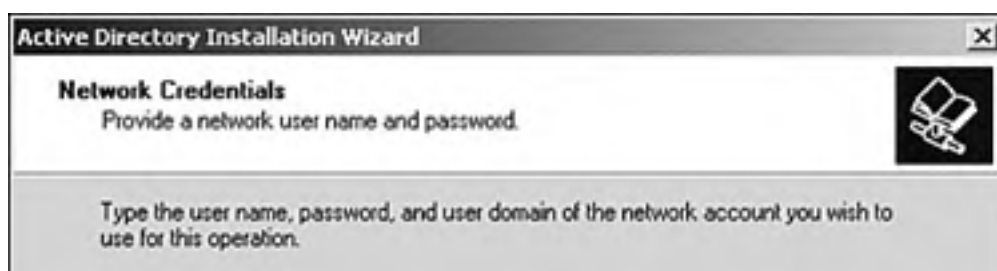 Active Directory Installation Wizard
Network Credentials
Provide a network user name and password.
Type the user name, password, and user domain of the network account you wish to
use for this operation.